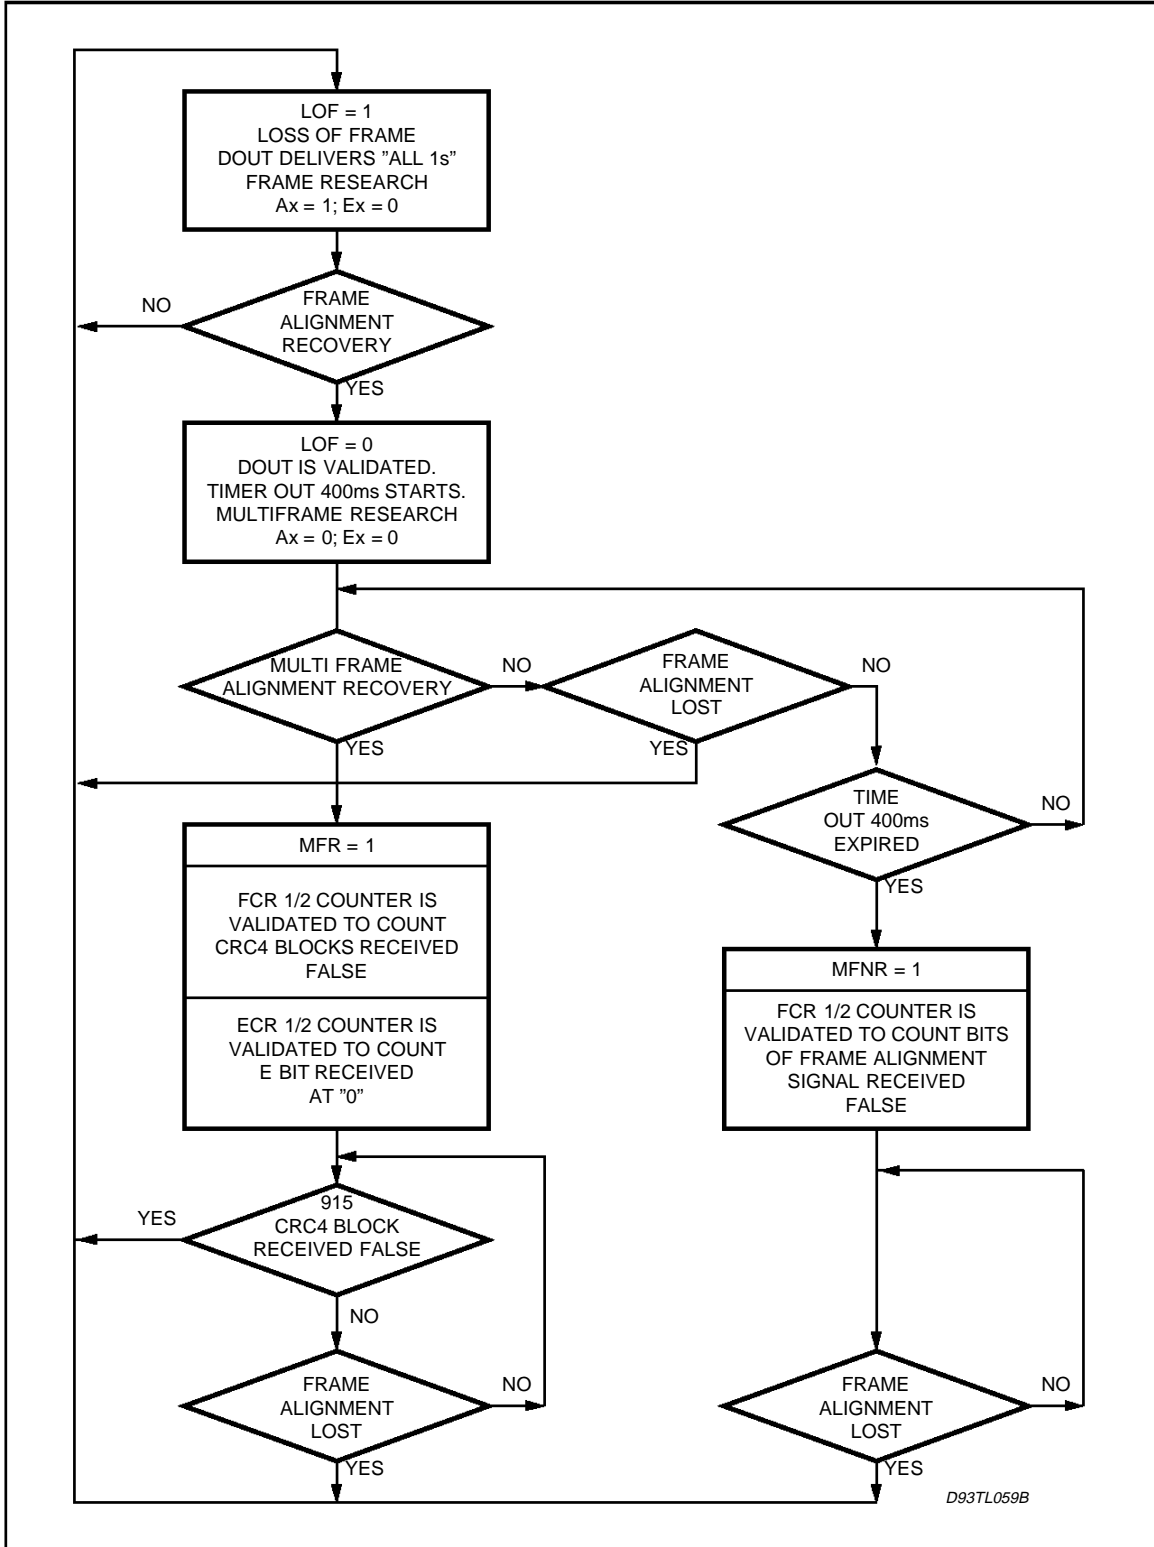 LOF = 1
LOSS OF FRAME
DOUT DELIVERS ”ALL 1s”
FRAME RESEARCH
Ax = 1; Ex = 0
NO
FRAME
ALIGNMENT
RECOVERY
YES
LOF = 0
DOUT IS VALIDATED.
TIMER OUT 400ms STARTS.
MULTIFRAME RESEARCH
Ax = 0; Ex = 0
MULTI FRAME
ALIGNMENT RECOVERY
NO
YES
FRAME
ALIGNMENT
LOST
NO
YES
TIME
OUT 400ms
EXPIRED
NO
YES
MFR = 1
FCR 1/2 COUNTER IS
VALIDATED TO COUNT
CRC4 BLOCKS RECEIVED
FALSE
ECR 1/2 COUNTER IS
VALIDATED TO COUNT
E BIT RECEIVED
AT ”0”
MFNR = 1
FCR 1/2 COUNTER IS
VALIDATED TO COUNT BITS
OF FRAME ALIGNMENT
SIGNAL RECEIVED
FALSE
YES
915
CRC4 BLOCK
RECEIVED FALSE
NO
FRAME
ALIGNMENT
LOST
NO
YES
FRAME
ALIGNMENT
LOST
NO
YES
D93TL059B